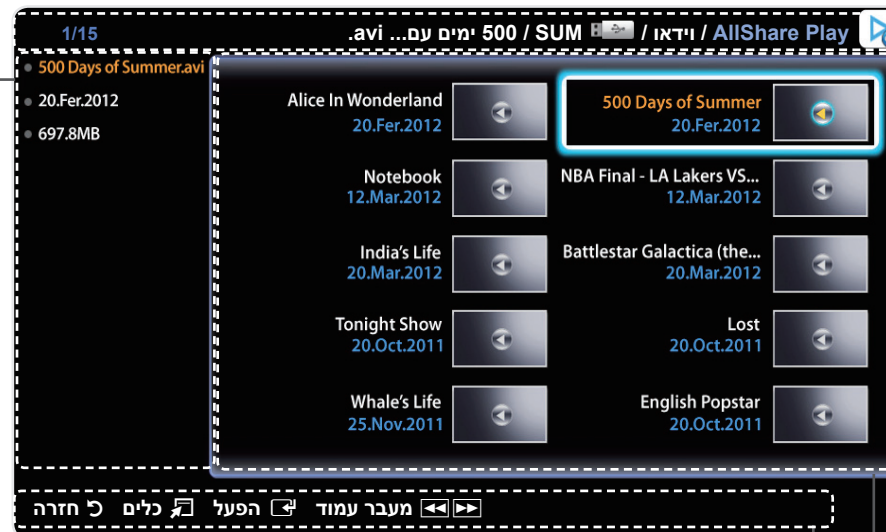 AllShare Play / וידאו / SUM / 500 ימים עם... avi.
1/15
500 Days of Summer.avi
20.Fer.2012
697.8MB
500 Days of Summer
20.Fer.2012
Alice In Wonderland
20.Fer.2012
NBA Final - LA Lakers VS...
12.Mar.2012
Notebook
12.Mar.2012
Battlestar Galactica (the...
20.Mar.2012
India's Life
20.Mar.2012
Lost
20.Oct.2011
Tonight Show
20.Oct.2011
English Popstar
20.Oct.2011
Whale's Life
25.Nov.2011
מעבר עמוד הפעל כלים חזרה